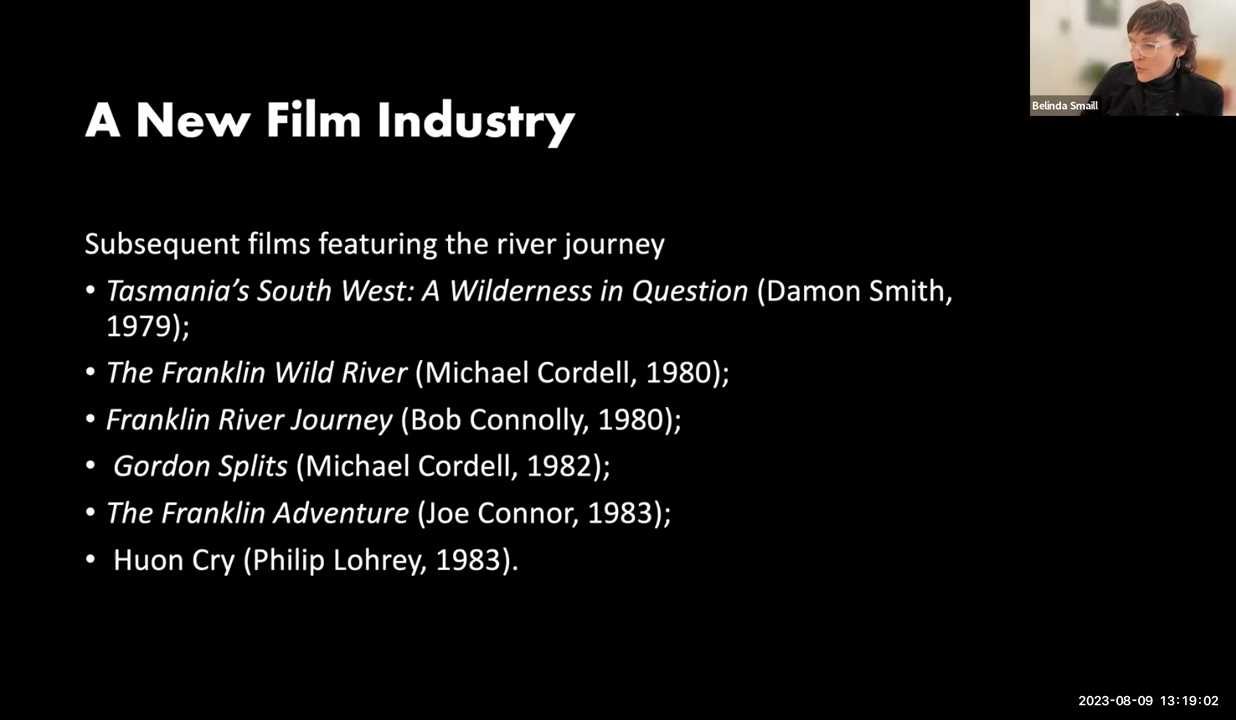 A New Film Industry
Belinda Smaill
Subsequent films featuring the river journey
• Tasmania's South West: A Wilderness in Question (Damon Smith,
1979);
• The Franklin Wild River (Michael Cordell, 1980);
• Franklin River Journey (Bob Connolly, 1980);
• Gordon Splits (Michael Cordell, 1982);
• The Franklin Adventure (Joe Connor, 1983);
• Huon Cry (Philip Lohrey, 1983).
2023-08-09 13:19:02